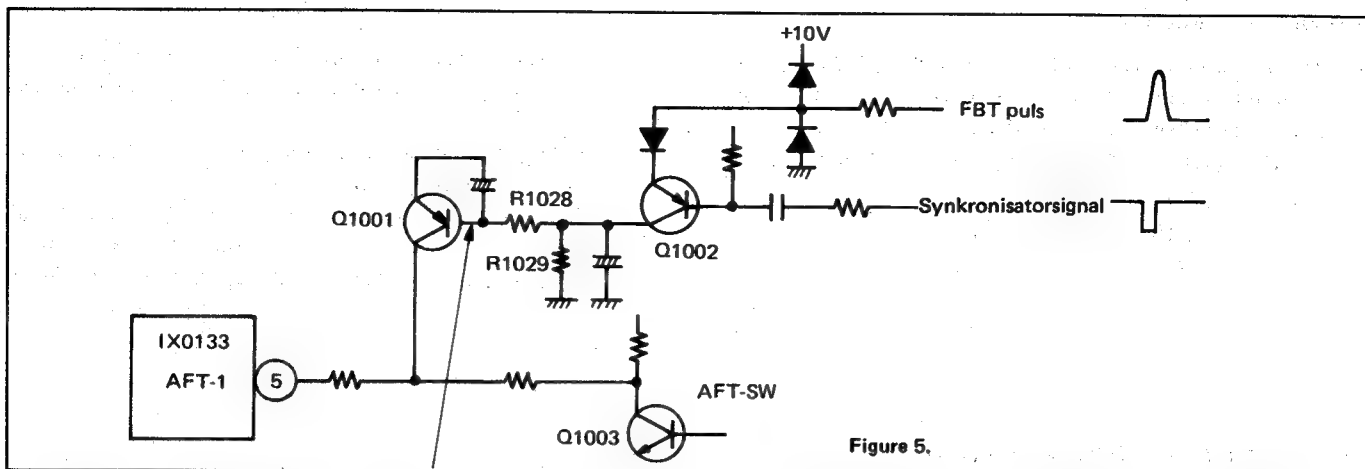 +10V
FBT puls
Q1001
R1028
Synkronisatorsignal
Q1002
R1029
IX0133
AFT-1
5
AFT-SW
Q1003
Figure 5.